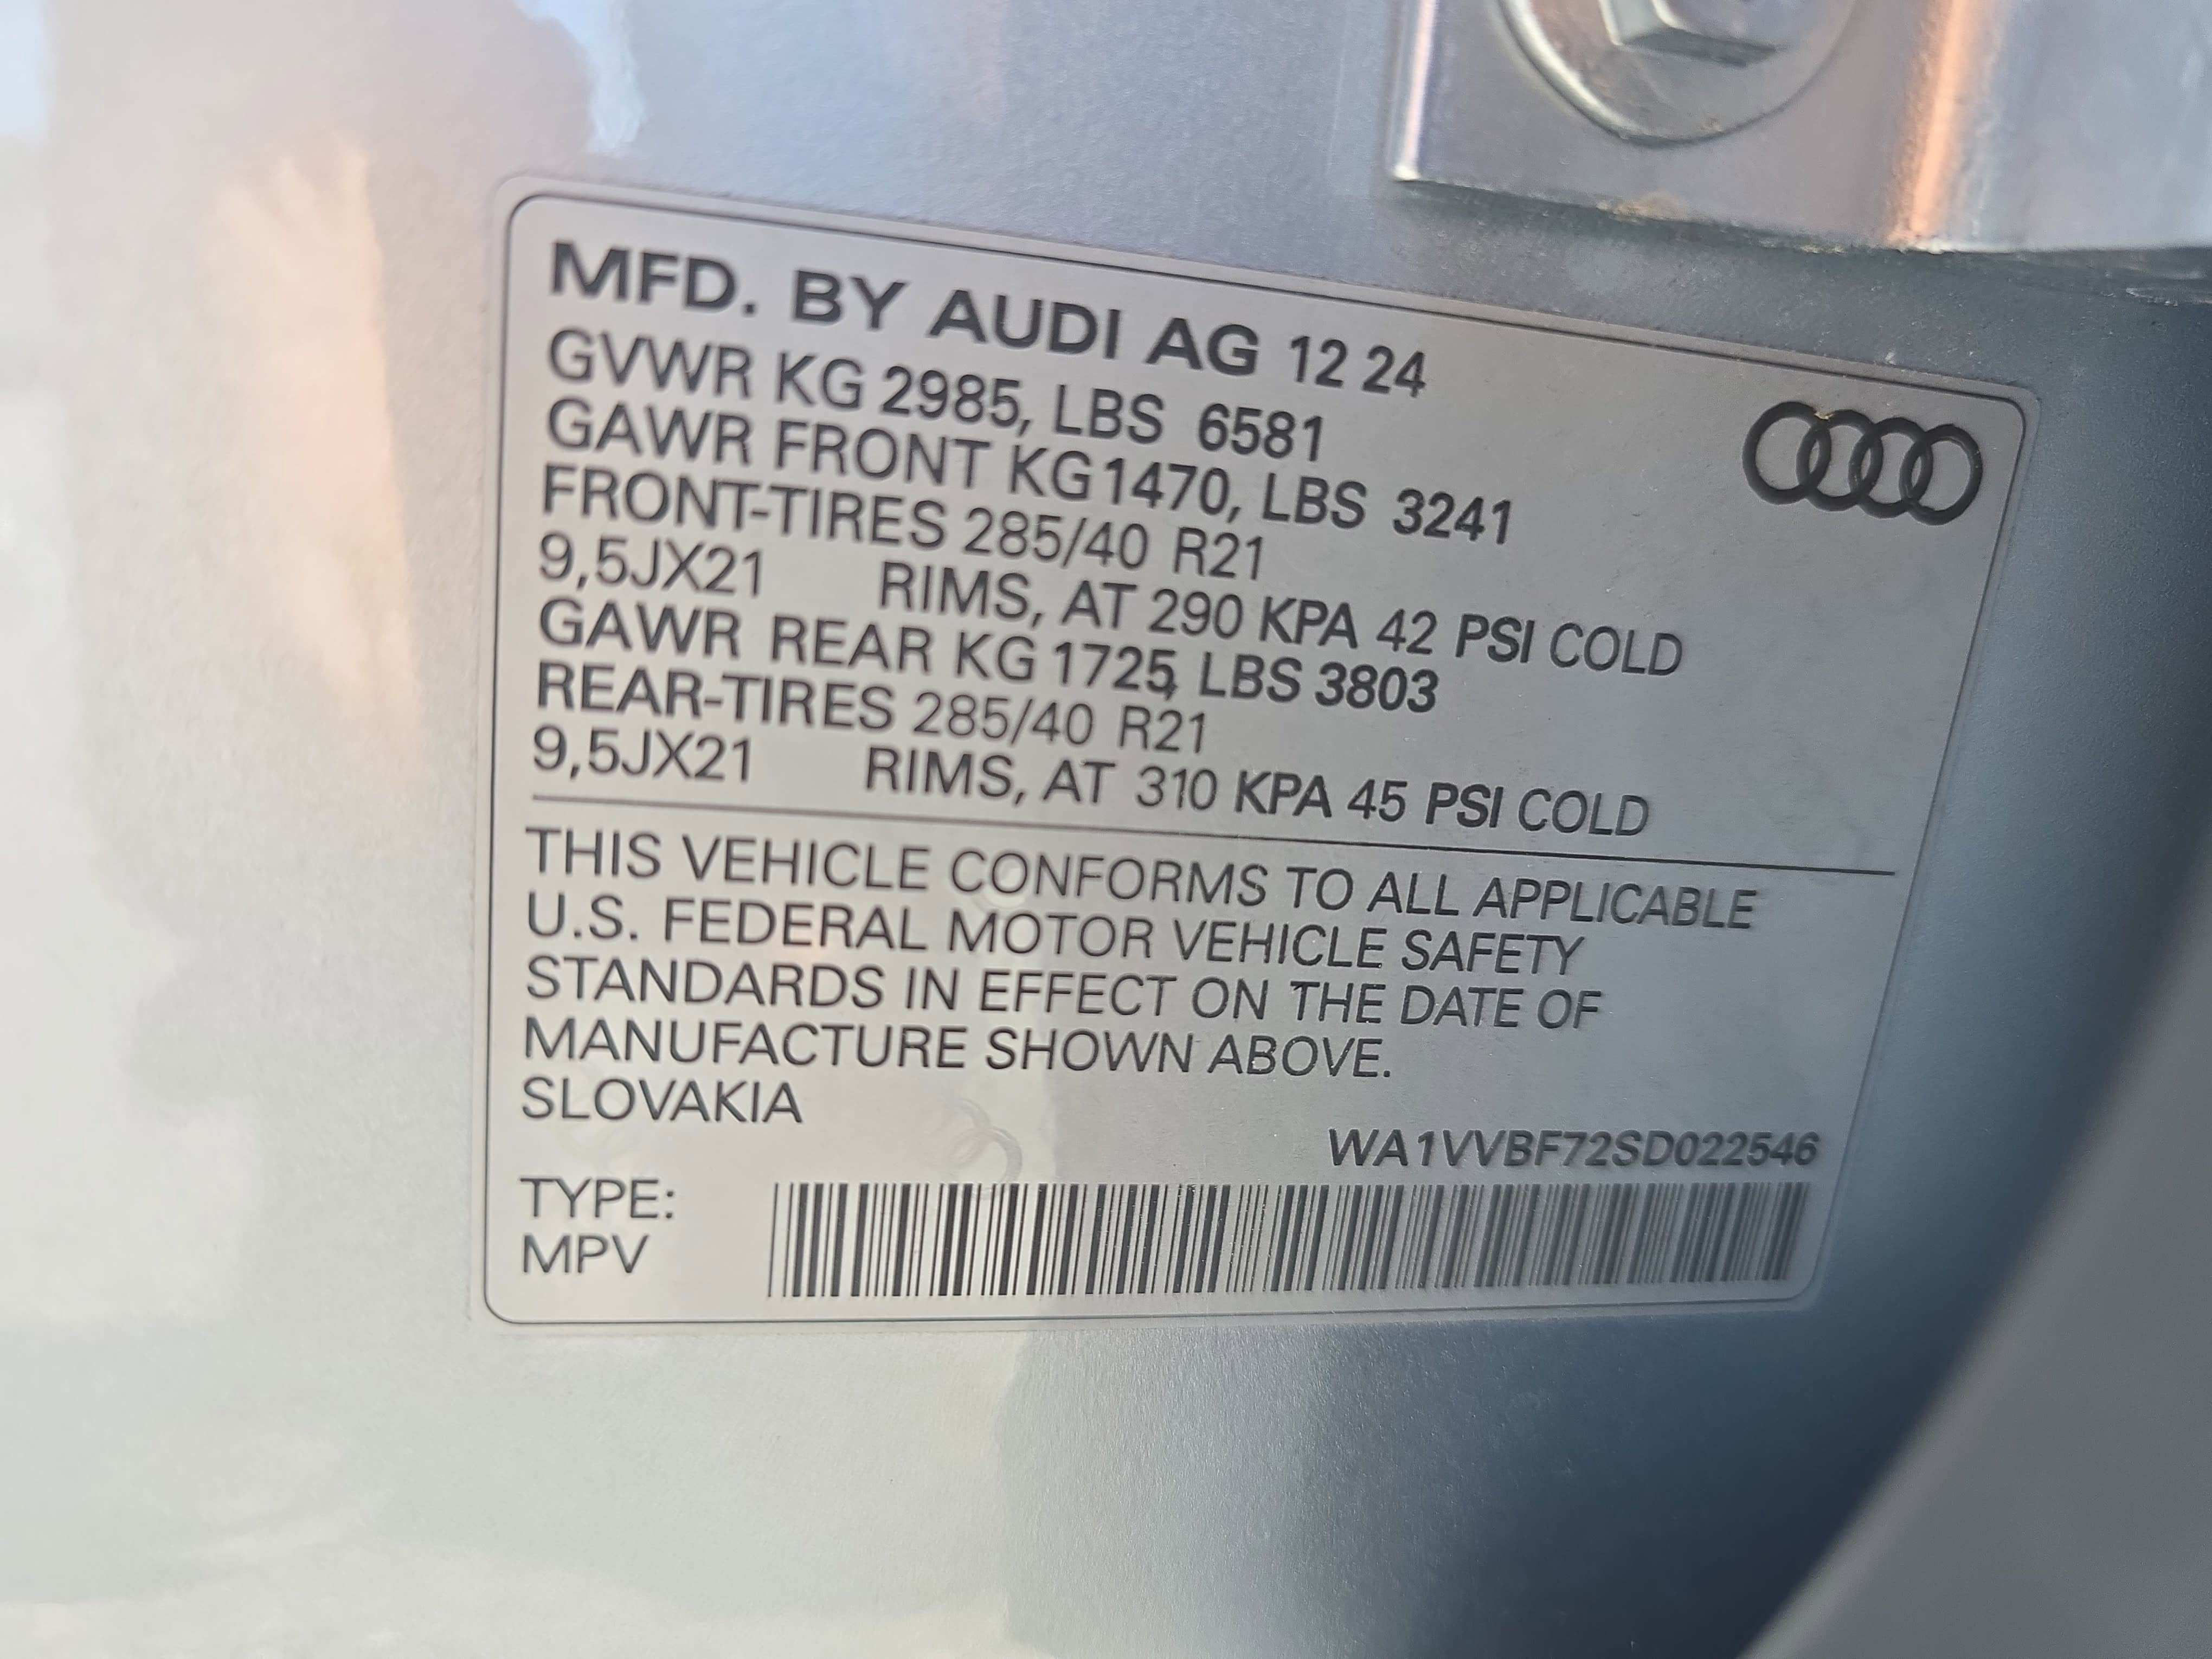 MFD. BY AUDI AG 12 24
GVWR KG 2985, LBS 6581
GAWR FRONT KG 1470, LBS 3241
FRONT-TIRES 285/40 R21
9,5JX21 RIMS, AT 290 KPA 42 PSI COLD
GAWR REAR KG 1725, LBS 3803
REAR-TIRES 285/40 R21
9,5JX21 RIMS, AT 310 KPA 45 PSI COLD
THIS VEHICLE CONFORMS TO ALL APPLICABLE
U.S. FEDERAL MOTOR VEHICLE SAFETY
STANDARDS IN EFFECT ON THE DATE OF
MANUFACTURE SHOWN ABOVE.
SLOVAKIA
WA1VVBF72SD022546
TYPE:
MPV